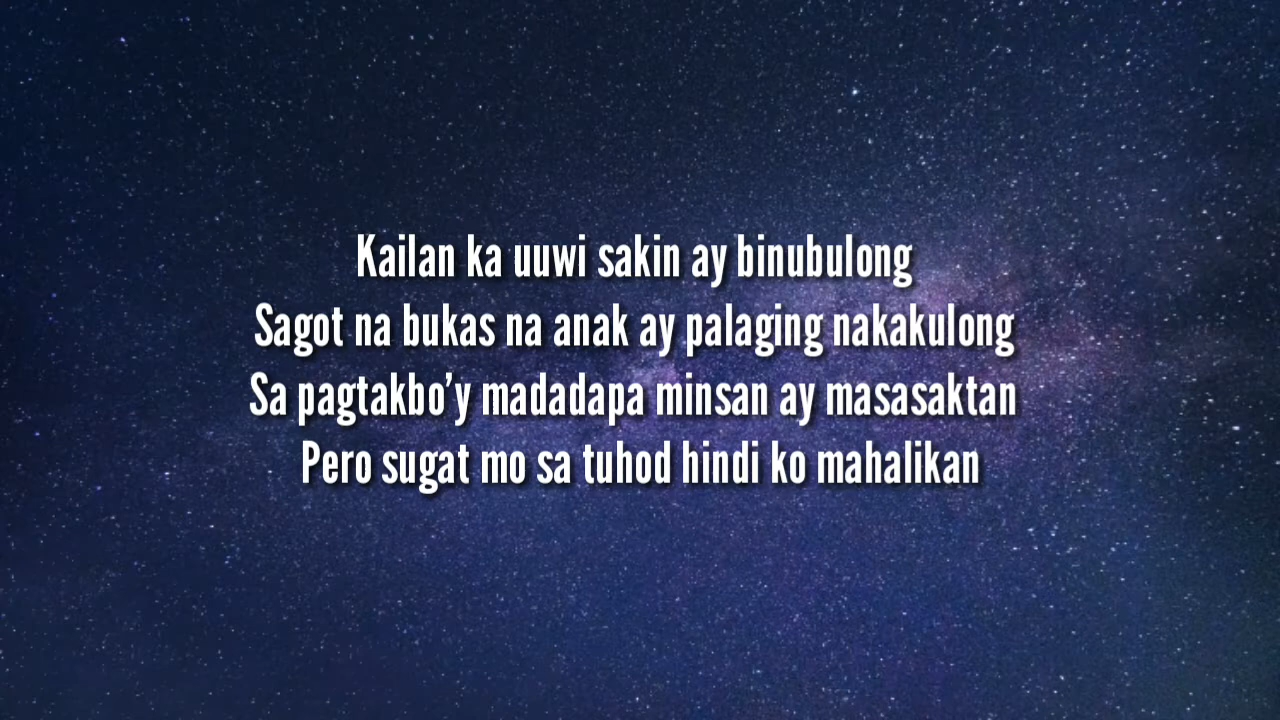 Kailan ka uuwi sakin ay binubulong
Sagot na bukas na anak ay palaging nakakulong
Sa pagtakbo’y madadapa minsan ay masasaktan
Pero sugat mo sa tuhod hindi ko mahalikan